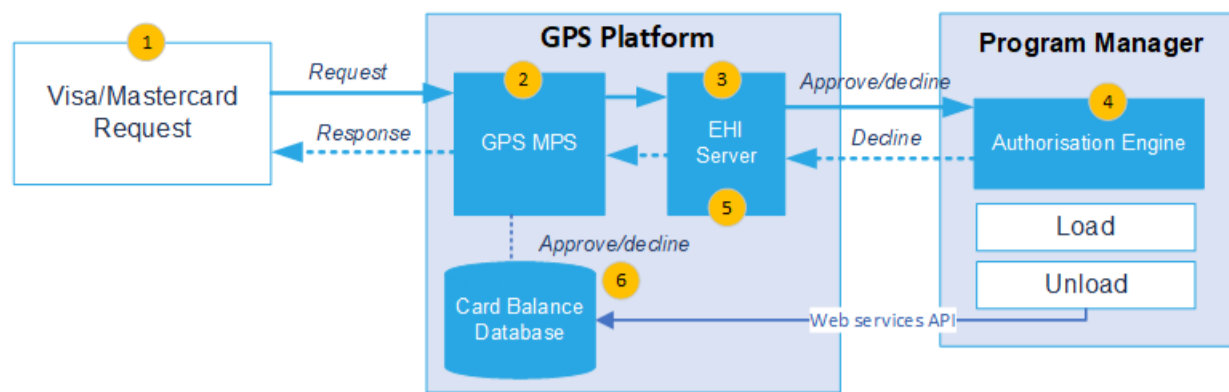 1
Visa/Mastercard
Request
Request
Response
GPS Platform
2
GPS MPS
3
EHI
Server
5
Approve/decline
6
Card Balance
Database
Approve/decline
Decline
Program Manager
4
Authorisation Engine
Load
Unload
Web services API